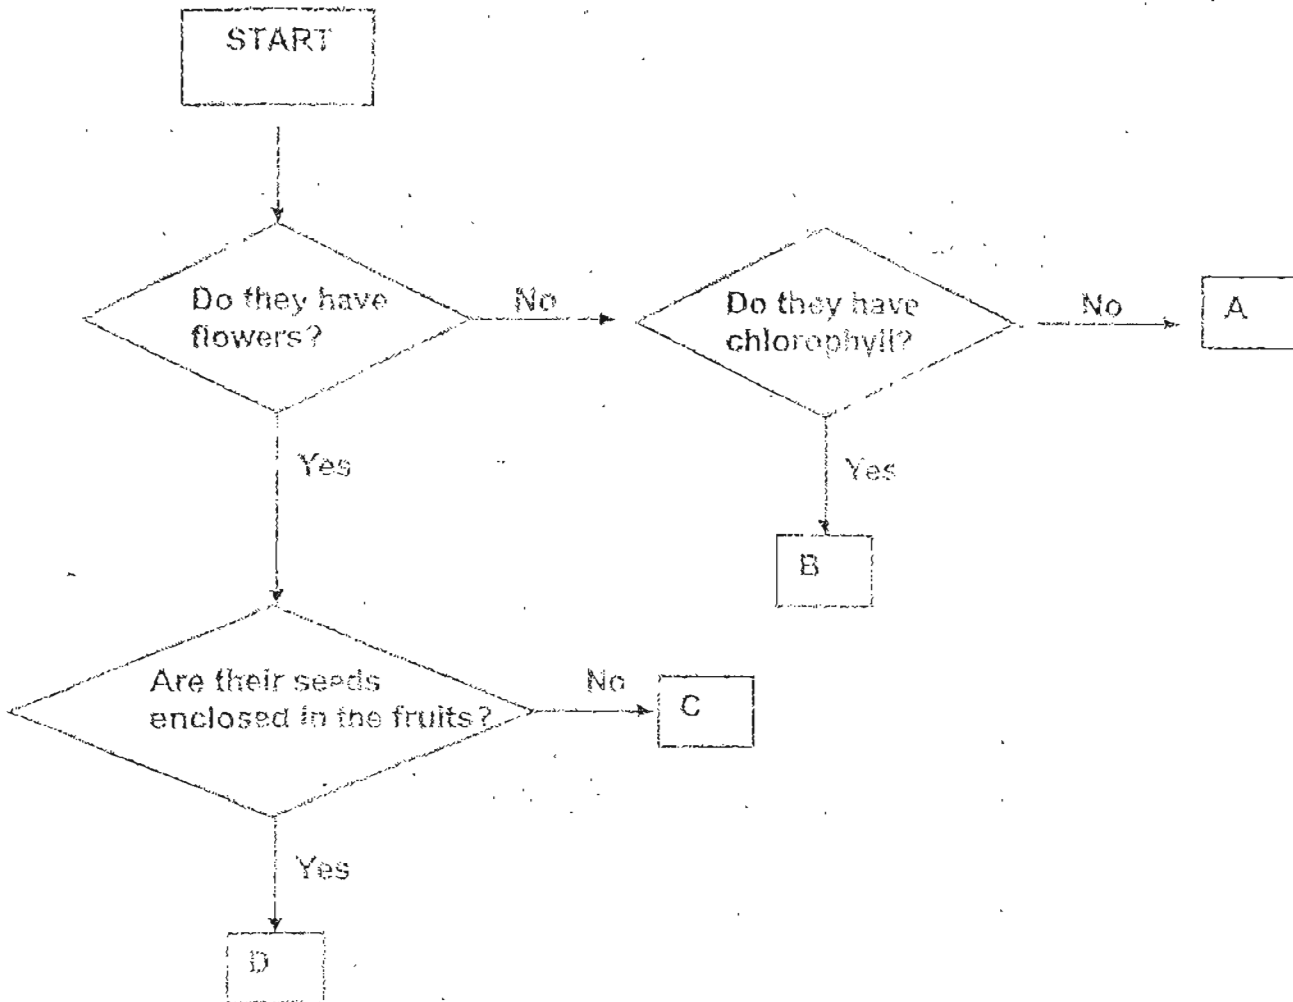 START
Do they have
flowers?
No
Do they have
chlorophyll?
No
A
Yes
Yes
B
Are their seeds
enclosed in the fruits?
No
C
Yes
D